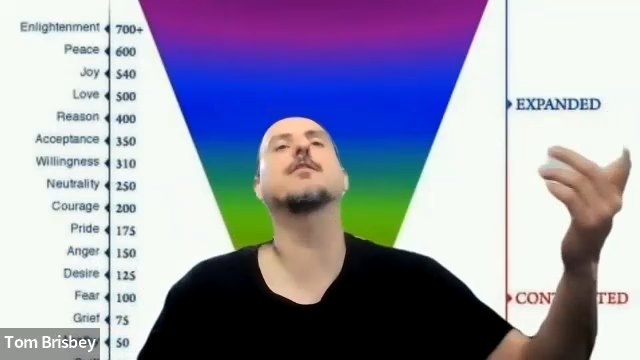 Enlightenment 700+
Peace 600
Joy 540
Love 500
Reason 400
Acceptance 350
Willingness 310
Neutrality 250
Courage 200
Pride 175
Anger 150
Desire 125
Fear 100
Grief 75
50
EXPANDED
Tom Brisbey